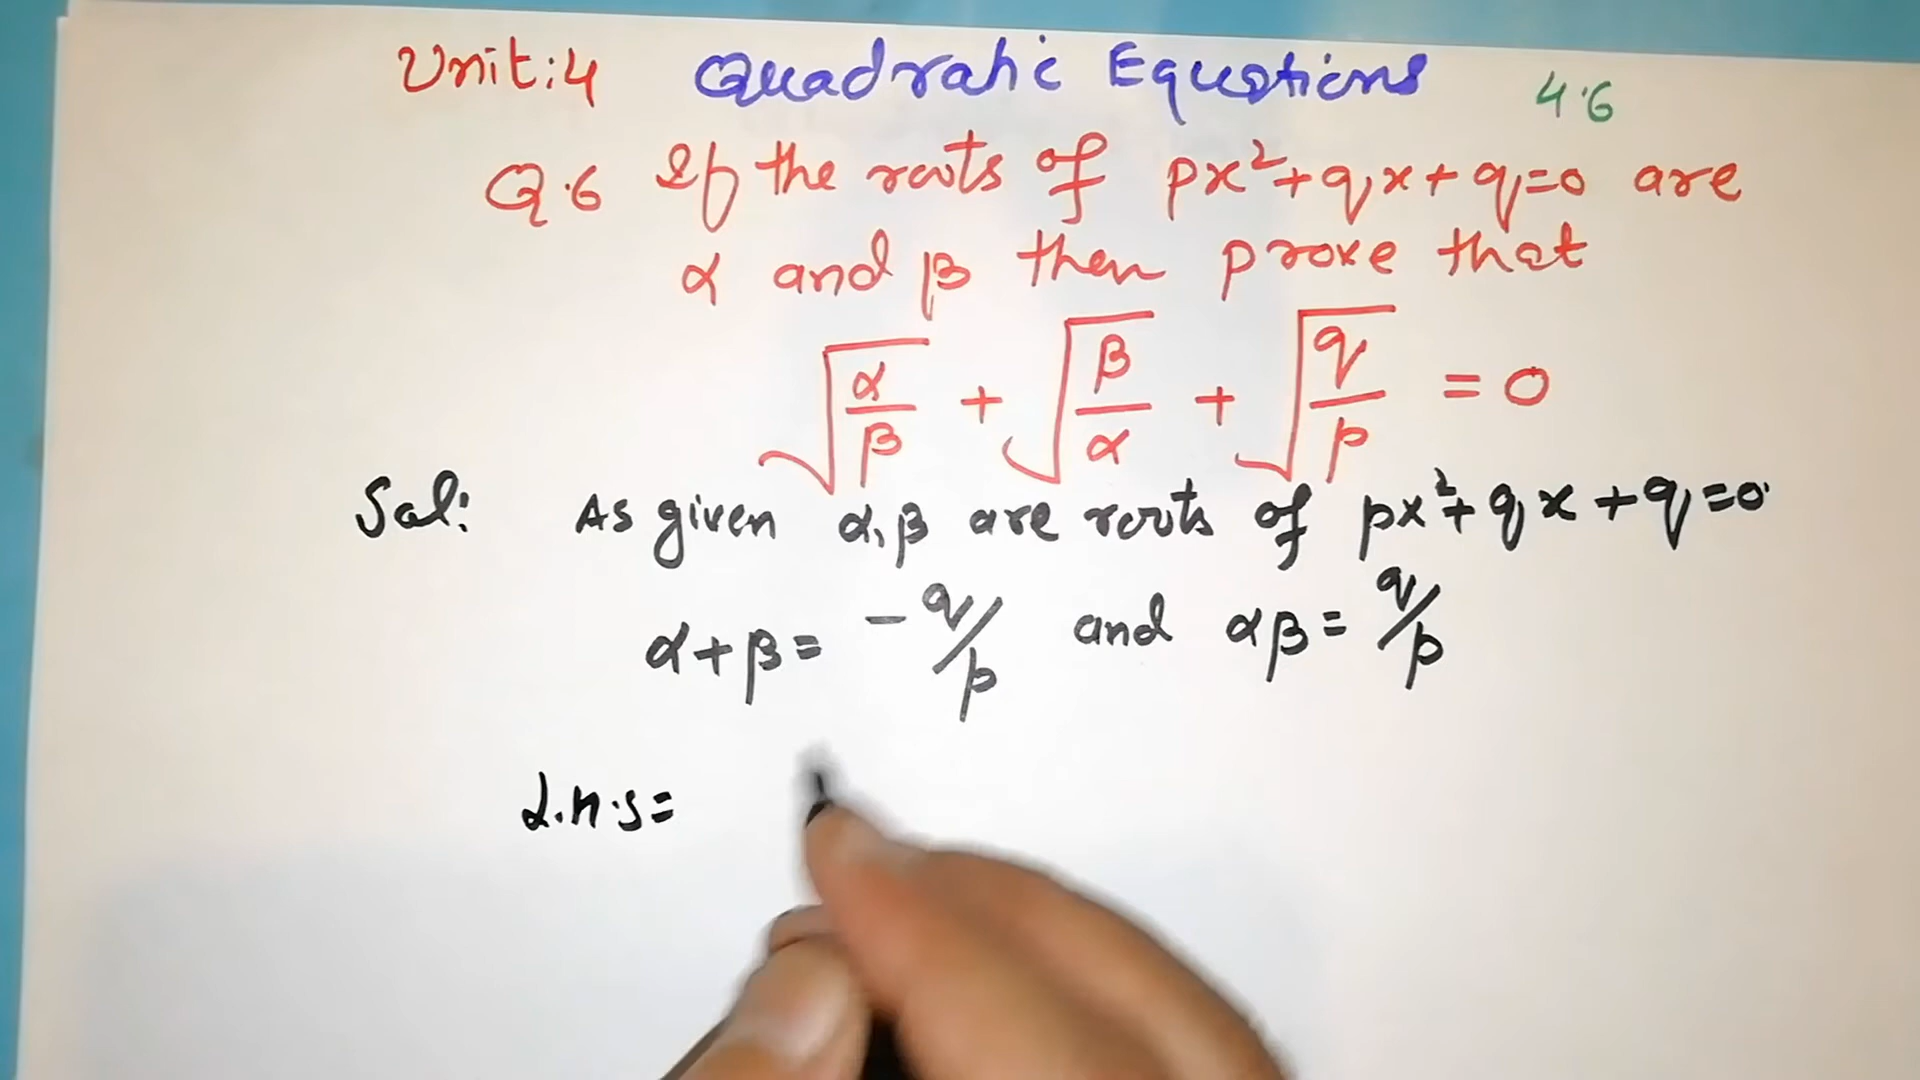 Unit:4 Quadratic Equations 4.6
Q.6 If the roots of px²+qx+q=0 are
α and β then prove that
√(α/β) + √(β/α) + √(q/p) = 0
Sol: As given α,β are roots of px²+qx+q=0
α+β= -q/p and αβ= q/p
L.H.S=